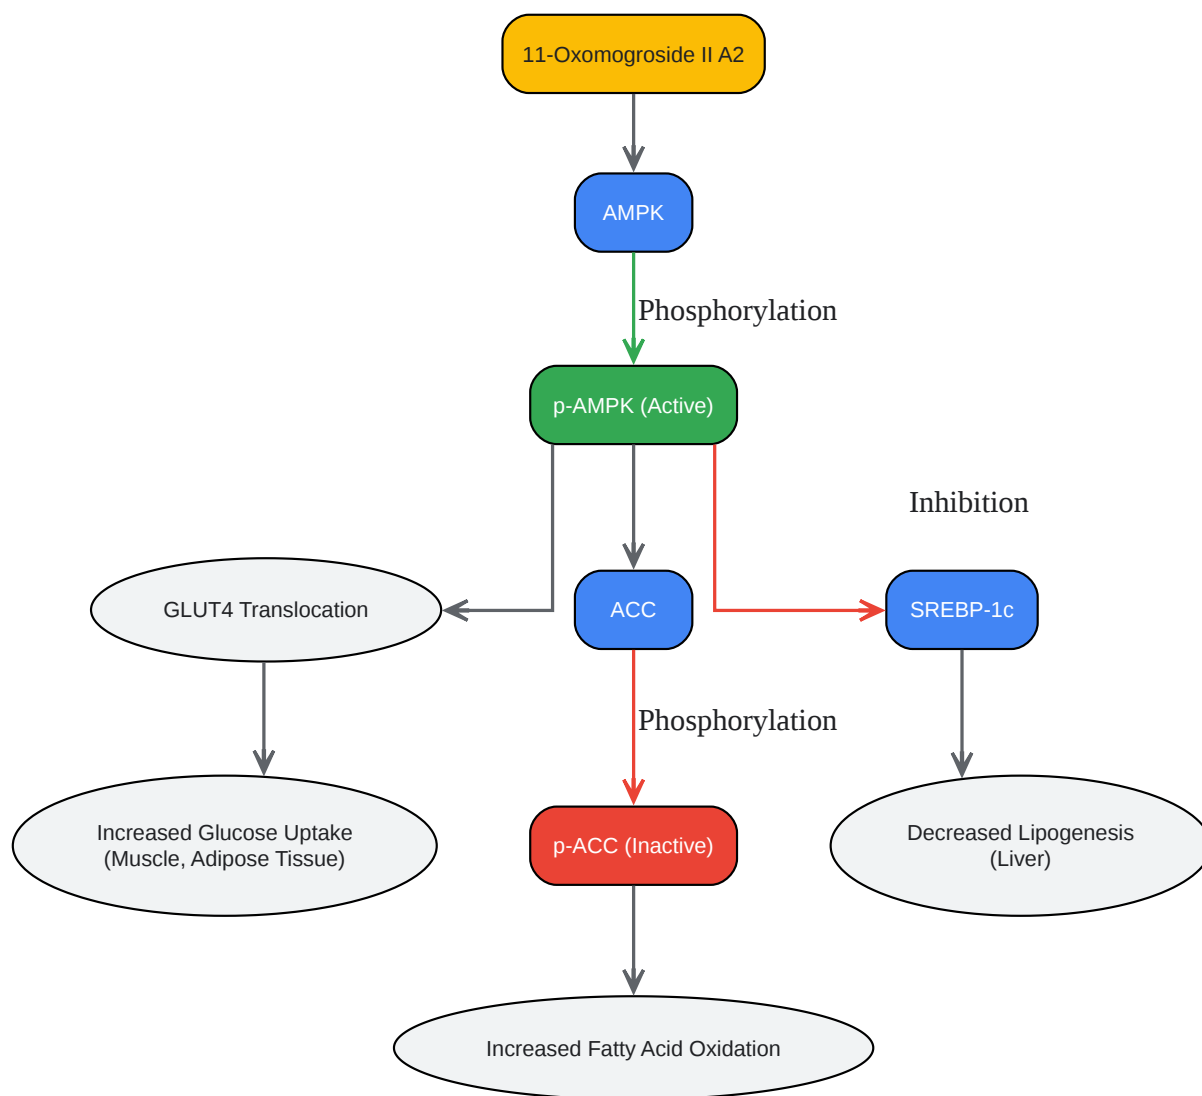 11-Oxomogroside II A2
AMPK
Phosphorylation
p-AMPK (Active)
Inhibition
GLUT4 Translocation
ACC
SREBP-1c
Phosphorylation
Increased Glucose Uptake
(Muscle, Adipose Tissue)
p-ACC (Inactive)
Decreased Lipogenesis
(Liver)
Increased Fatty Acid Oxidation